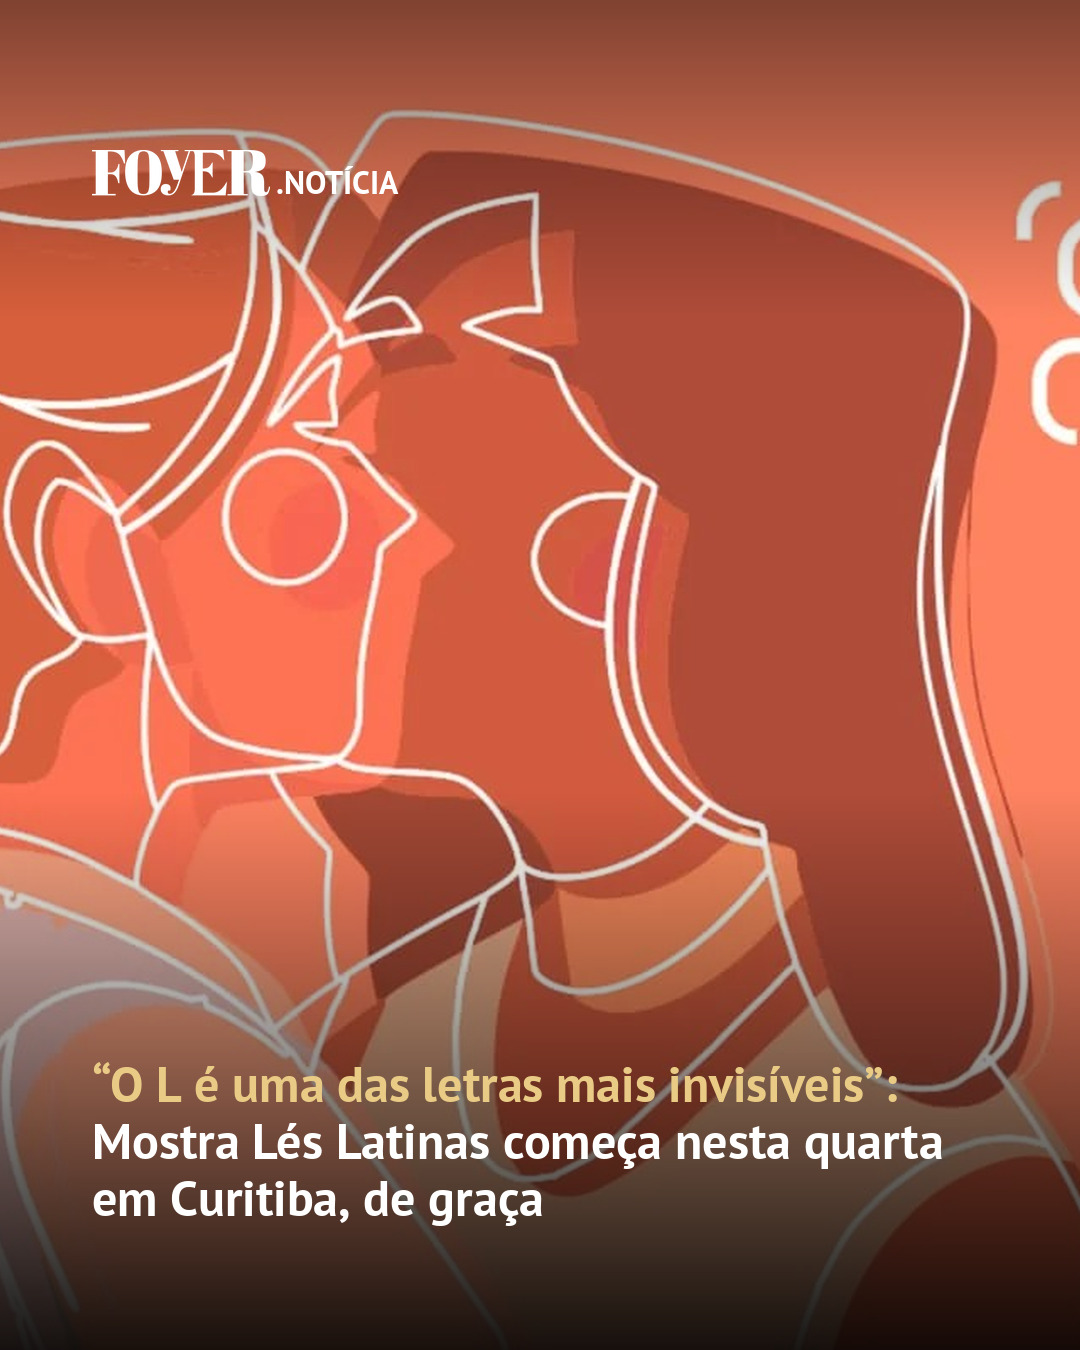 FOYER.NOTÍCIA
“O L é uma das letras mais invisíveis”:
Mostra Lés Latinas começa nesta quarta
em Curitiba, de graça